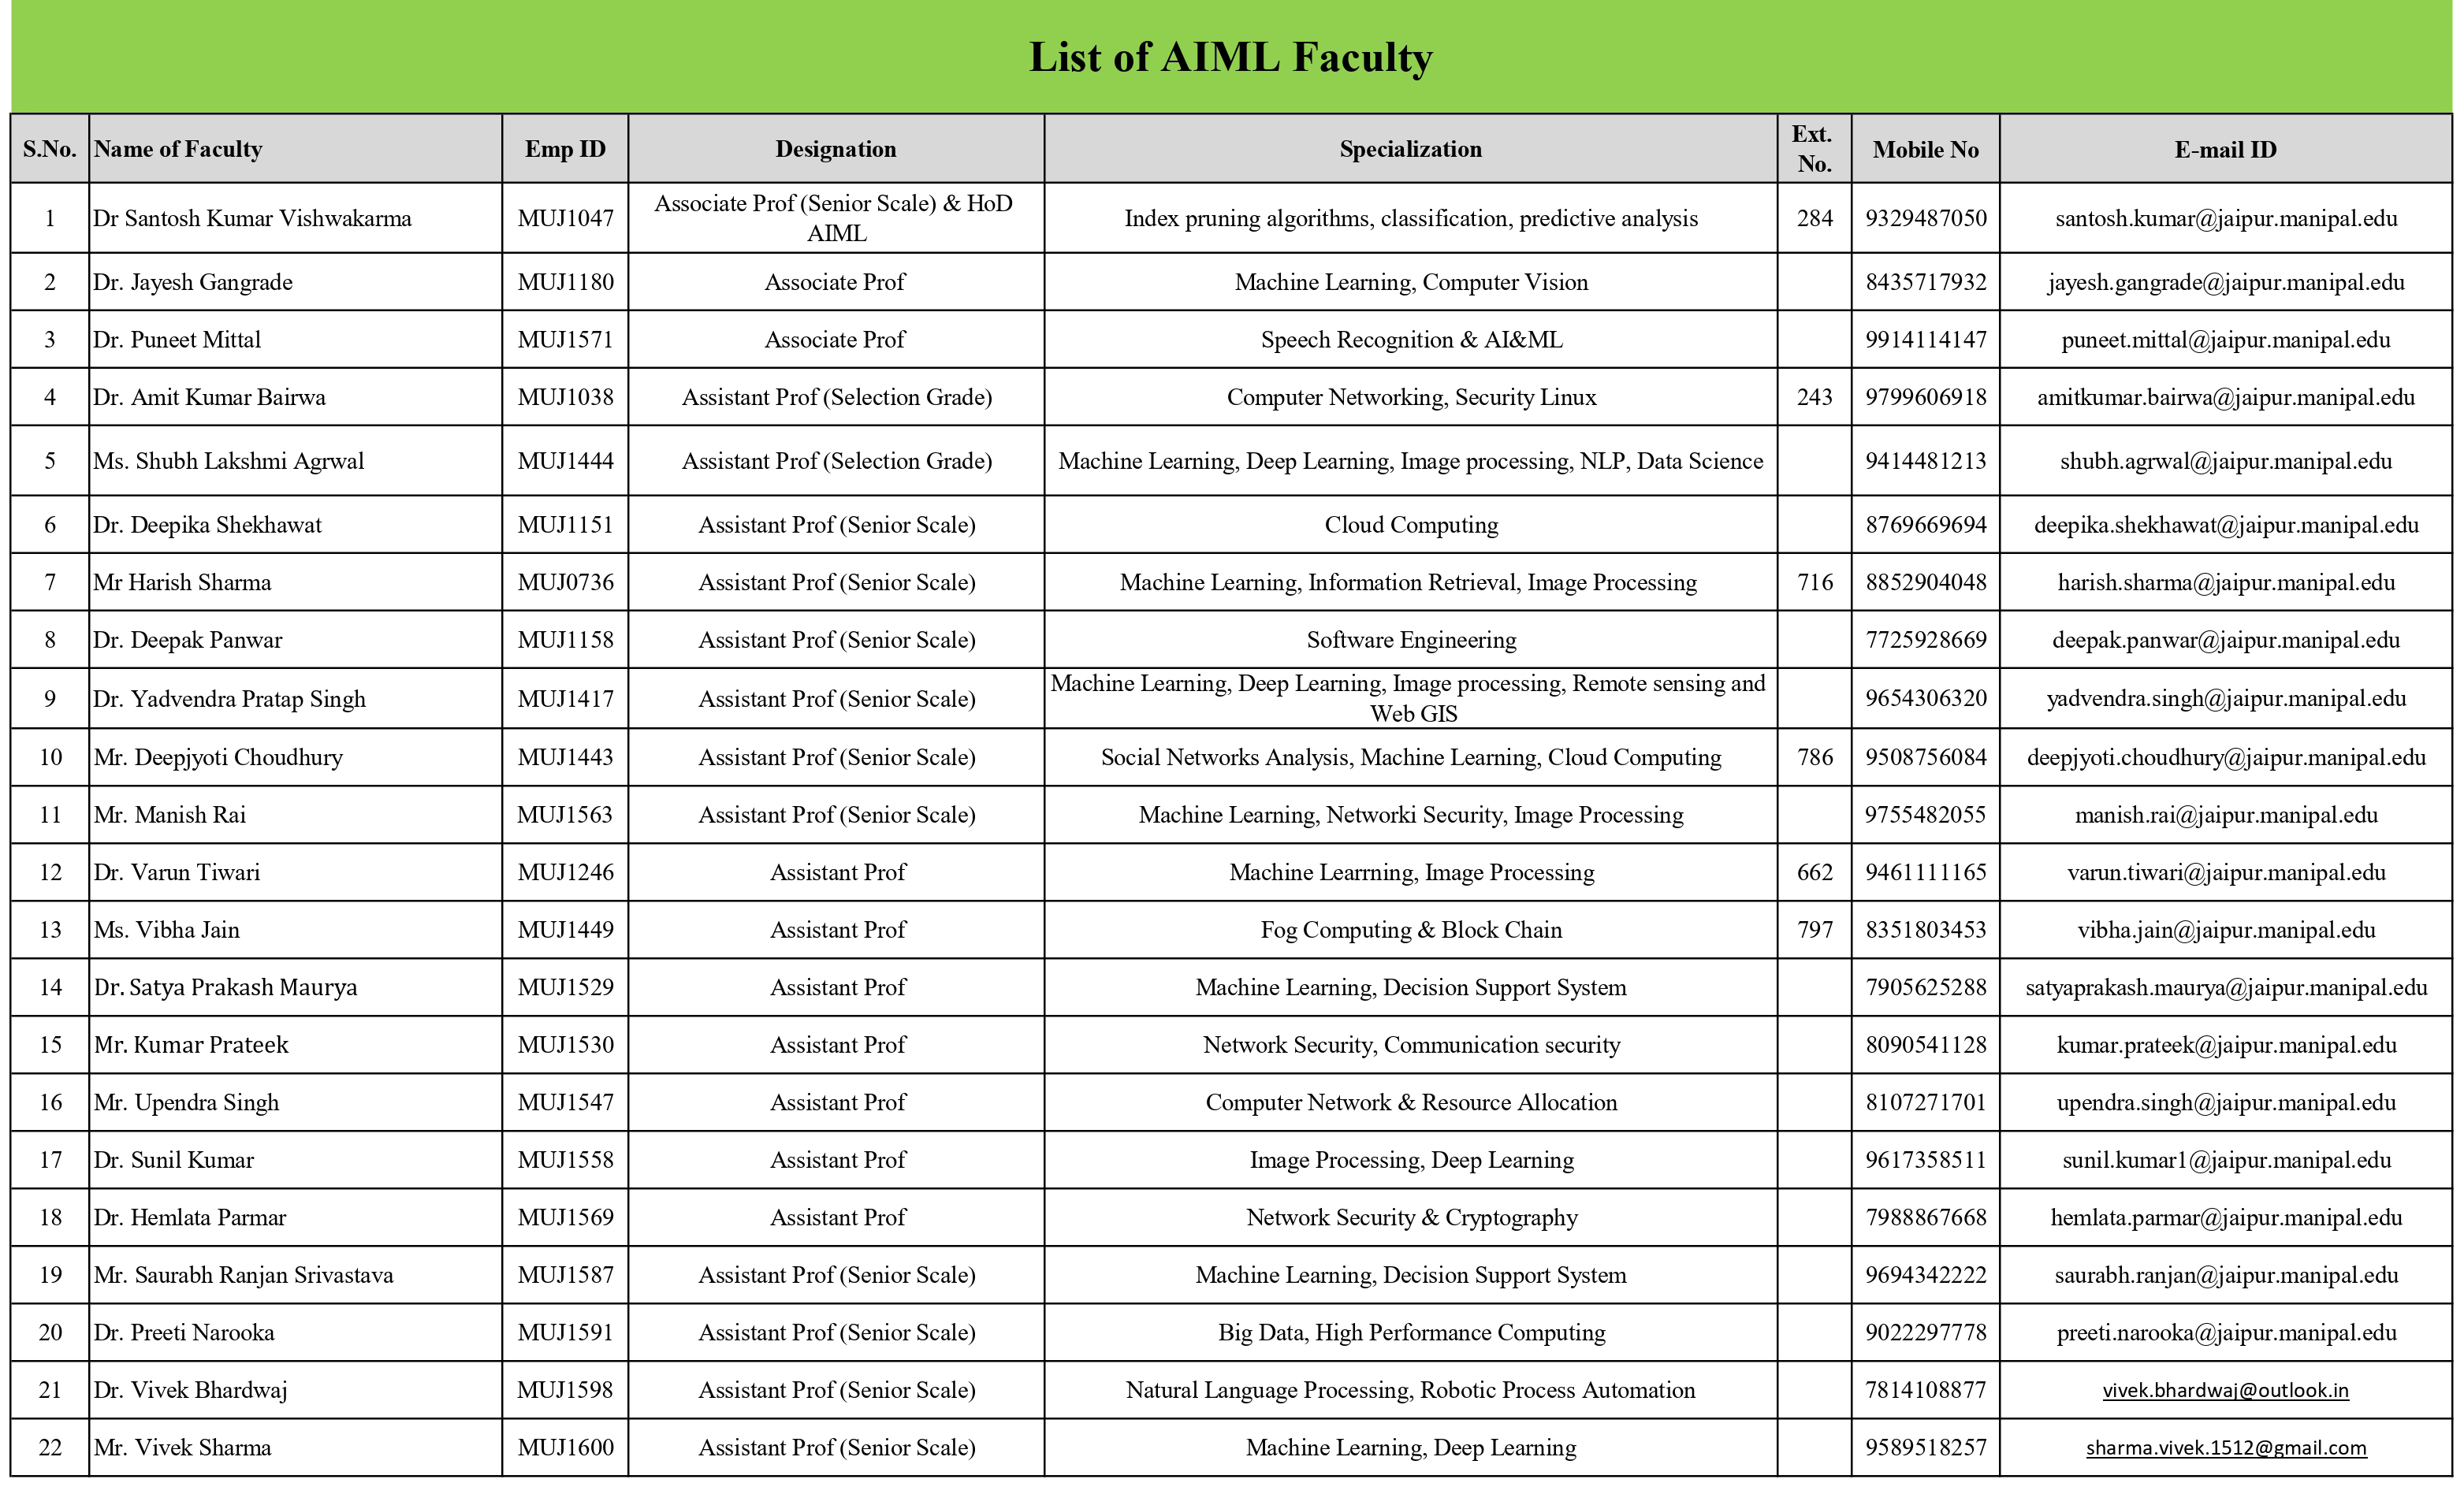 List of AIML Faculty
S.No. Name of Faculty Emp ID Designation Specialization Ext. No. Mobile No E-mail ID
1 Dr Santosh Kumar Vishwakarma MUJ1047 Associate Prof (Senior Scale) & HoD AIML Index pruning algorithms, classification, predictive analysis 284 9329487050 santosh.kumar@jaipur.manipal.edu
2 Dr. Jayesh Gangrade MUJ1180 Associate Prof Machine Learning, Computer Vision 8435717932 jayesh.gangrade@jaipur.manipal.edu
3 Dr. Puneet Mittal MUJ1571 Associate Prof Speech Recognition & AI&ML 9914114147 puneet.mittal@jaipur.manipal.edu
4 Dr. Amit Kumar Bairwa MUJ1038 Assistant Prof (Selection Grade) Computer Networking, Security Linux 243 9799606918 amitkumar.bairwa@jaipur.manipal.edu
5 Ms. Shubh Lakshmi Agrwal MUJ1444 Assistant Prof (Selection Grade) Machine Learning, Deep Learning, Image processing, NLP, Data Science 9414481213 shubh.agrwal@jaipur.manipal.edu
6 Dr. Deepika Shekhawat MUJ1151 Assistant Prof (Senior Scale) Cloud Computing 8769669694 deepika.shekhawat@jaipur.manipal.edu
7 Mr Harish Sharma MUJ0736 Assistant Prof (Senior Scale) Machine Learning, Information Retrieval, Image Processing 716 8852904048 harish.sharma@jaipur.manipal.edu
8 Dr. Deepak Panwar MUJ1158 Assistant Prof (Senior Scale) Software Engineering 7725928669 deepak.panwar@jaipur.manipal.edu
9 Dr. Yadvendra Pratap Singh MUJ1417 Assistant Prof (Senior Scale) Machine Learning, Deep Learning, Image processing, Remote sensing and Web GIS 9654306320 yadvendra.singh@jaipur.manipal.edu
10 Mr. Deepjyoti Choudhury MUJ1443 Assistant Prof (Senior Scale) Social Networks Analysis, Machine Learning, Cloud Computing 786 9508756084 deepjyoti.choudhury@jaipur.manipal.edu
11 Mr. Manish Rai MUJ1563 Assistant Prof (Senior Scale) Machine Learning, Networki Security, Image Processing 9755482055 manish.rai@jaipur.manipal.edu
12 Dr. Varun Tiwari MUJ1246 Assistant Prof Machine Learrning, Image Processing 662 9461111165 varun.tiwari@jaipur.manipal.edu
13 Ms. Vibha Jain MUJ1449 Assistant Prof Fog Computing & Block Chain 797 8351803453 vibha.jain@jaipur.manipal.edu
14 Dr. Satya Prakash Maurya MUJ1529 Assistant Prof Machine Learning, Decision Support System 7905625288 satyaprakash.maurya@jaipur.manipal.edu
15 Mr. Kumar Prateek MUJ1530 Assistant Prof Network Security, Communication security 8090541128 kumar.prateek@jaipur.manipal.edu
16 Mr. Upendra Singh MUJ1547 Assistant Prof Computer Network & Resource Allocation 8107271701 upendra.singh@jaipur.manipal.edu
17 Dr. Sunil Kumar MUJ1558 Assistant Prof Image Processing, Deep Learning 9617358511 sunil.kumar1@jaipur.manipal.edu
18 Dr. Hemlata Parmar MUJ1569 Assistant Prof Network Security & Cryptography 7988867668 hemlata.parmar@jaipur.manipal.edu
19 Mr. Saurabh Ranjan Srivastava MUJ1587 Assistant Prof (Senior Scale) Machine Learning, Decision Support System 9694342222 saurabh.ranjan@jaipur.manipal.edu
20 Dr. Preeti Narooka MUJ1591 Assistant Prof (Senior Scale) Big Data, High Performance Computing 9022297778 preeti.narooka@jaipur.manipal.edu
21 Dr. Vivek Bhardwaj MUJ1598 Assistant Prof (Senior Scale) Natural Language Processing, Robotic Process Automation 7814108877 vivek.bhardwaj@outlook.in
22 Mr. Vivek Sharma MUJ1600 Assistant Prof (Senior Scale) Machine Learning, Deep Learning 9589518257 sharma.vivek.1512@gmail.com